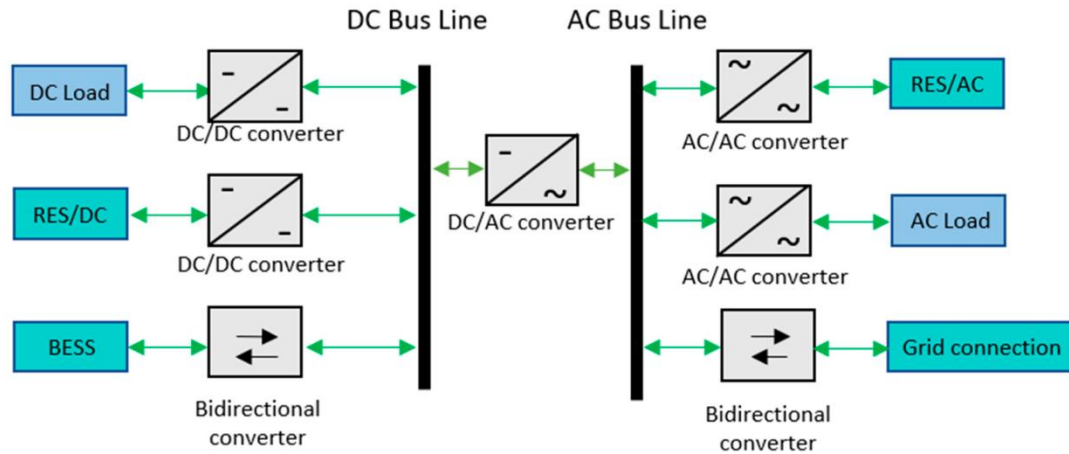 DC Bus Line
AC Bus Line
DC Load
-
-
DC/DC converter
~
~
AC/AC converter
RES/AC
-
~
DC/AC converter
RES/DC
-
-
DC/DC converter
~
~
AC/AC converter
AC Load
BESS
Bidirectional
converter
Bidirectional
converter
Grid connection